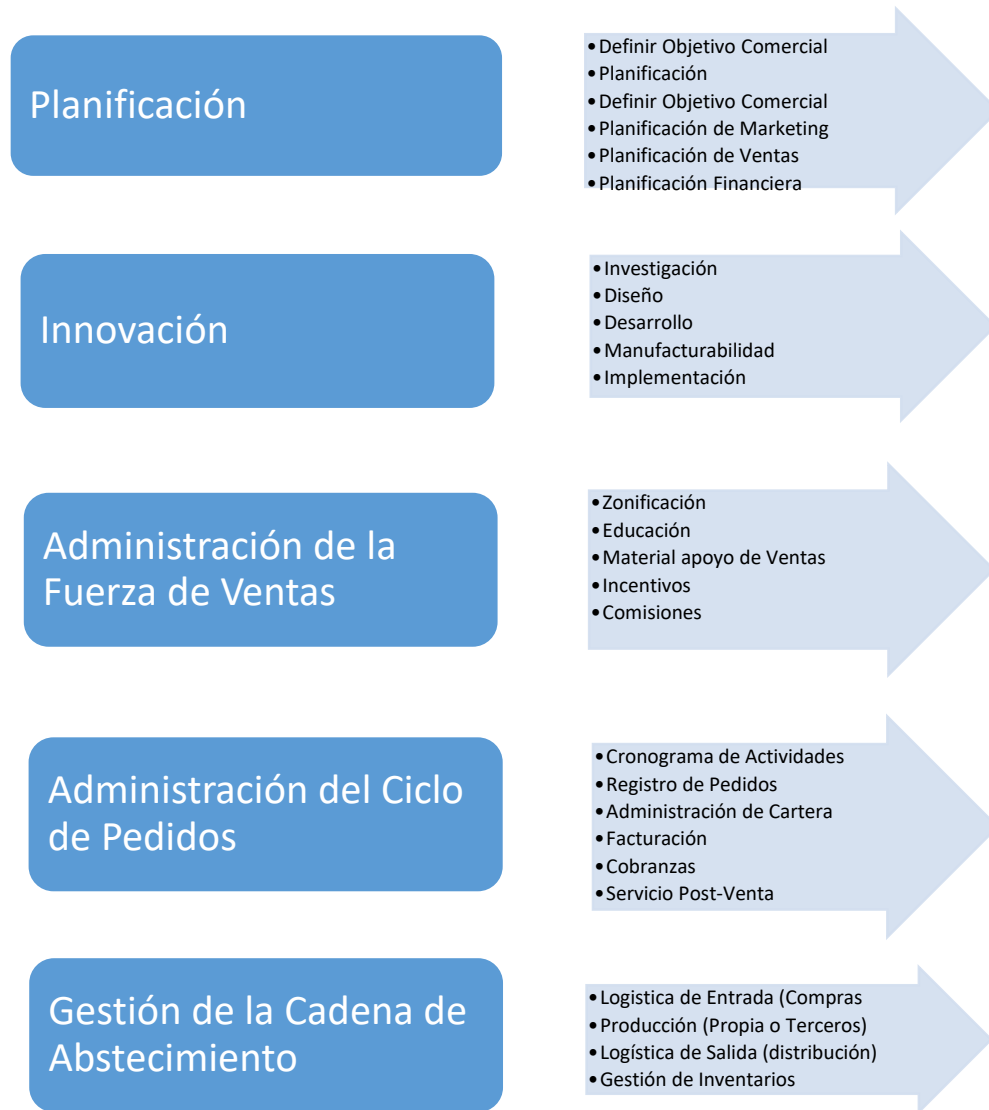 Planificación
•Definir Objetivo Comercial
•Planificación
•Definir Objetivo Comercial
•Planificación de Marketing
•Planificación de Ventas
•Planificación Financiera
Innovación
•Investigación
•Diseño
•Desarrollo
•Manufacturabilidad
•Implementación
Administración de la
Fuerza de Ventas
•Zonificación
•Educación
•Material apoyo de Ventas
•Incentivos
•Comisiones
Administración del Ciclo
de Pedidos
•Cronograma de Actividades
•Registro de Pedidos
•Administración de Cartera
•Facturación
•Cobranzas
•Servicio Post-Venta
Gestión de la Cadena de
Abstecimiento
•Logistica de Entrada (Compras
•Producción (Propia o Terceros)
•Logística de Salida (distribución)
•Gestión de Inventarios